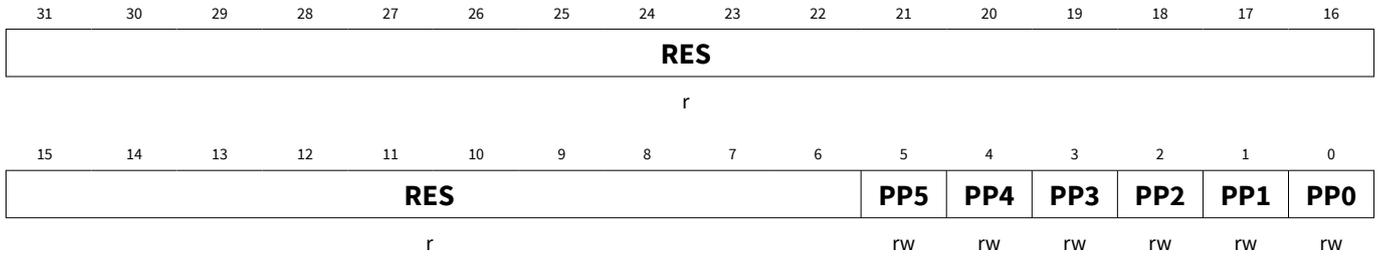 31 30 29 28 27 26 25 24 23 22 21 20 19 18 17 16
RES
r
15 14 13 12 11 10 9 8 7 6 5 4 3 2 1 0
RES PP5 PP4 PP3 PP2 PP1 PP0
r rw rw rw rw rw rw